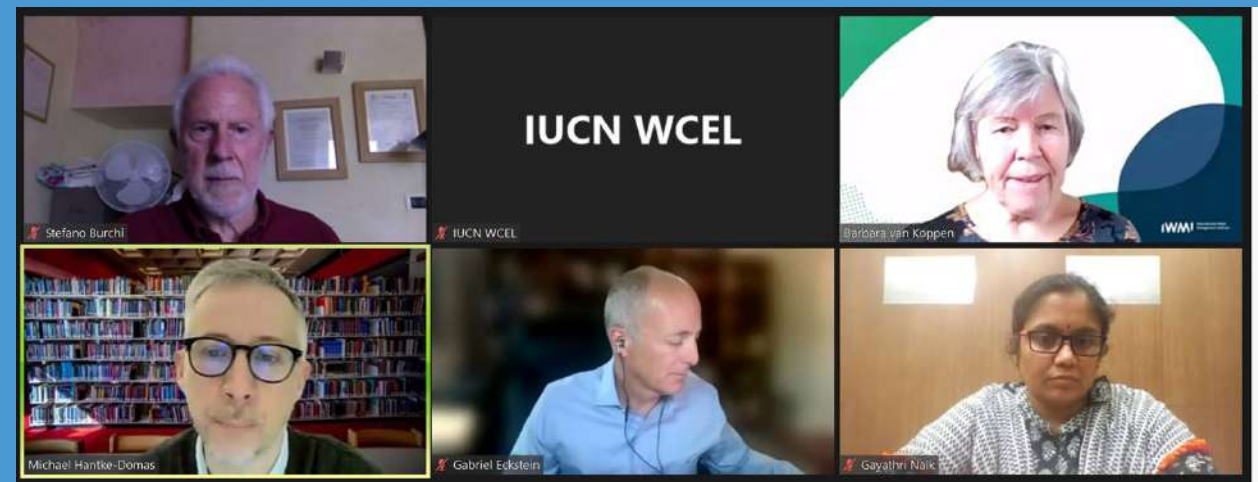 IUCN WCEL
Stefano Burchi
IUCN WCEL
Barbara van Koppen
IWMI
Michael Hantke-Domas
Gabriel Eckstein
Gayathri Naik